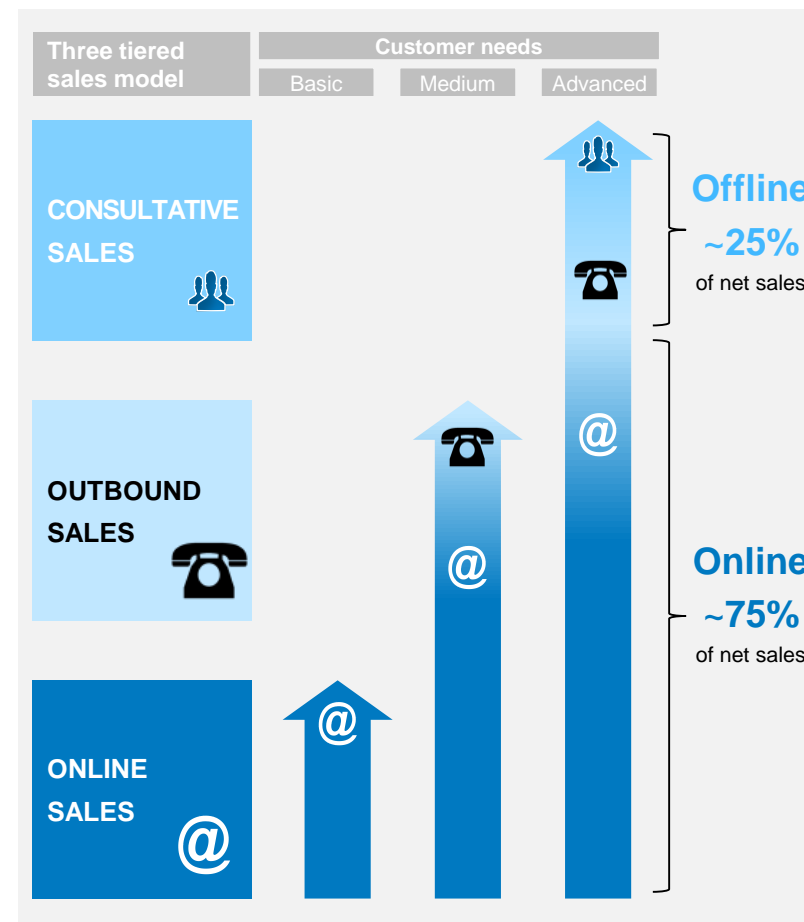 Three tiered
sales model
Customer needs
Basic
Medium
Advanced
CONSULTATIVE
SALES
Offline
~25%
of net sales
@
OUTBOUND
SALES
@
Online
~75%
of net sales
@
ONLINE
SALES
@